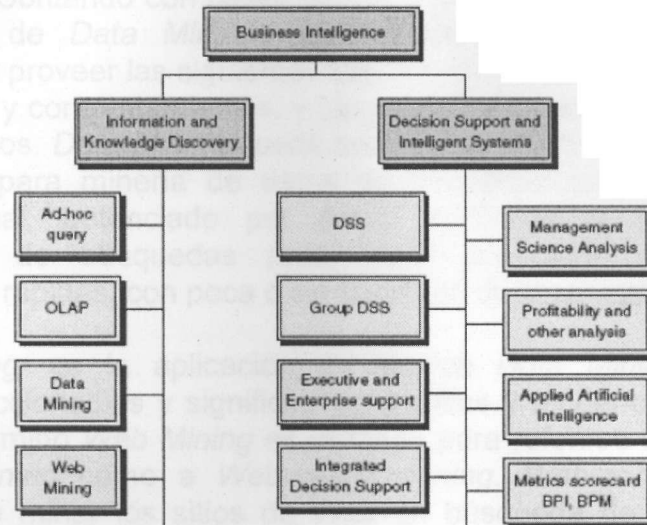 Business Intelligence
Information and
Knowledge Discovery
Decision Support and
Intelligent Systems
Ad-hoc
query
OLAP
Data
Mining
Web
Mining
DSS
Group DSS
Executive and
Enterprise support
Integrated
Decision Support
Management
Science Analysis
Profitability and
other analysis
Applied Artificial
Intelligence
Metrics scorecard
BPI, BPM